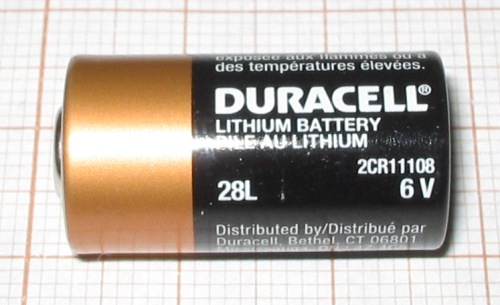 exposée aux flammes ou à
des températures élevées.
DURACELL®
LITHIUM BATTERY
PILE AU LITHIUM
2CR11108
28L 6 V
Distributed by/Distribué par
Duracell, Bethel, CT 06801